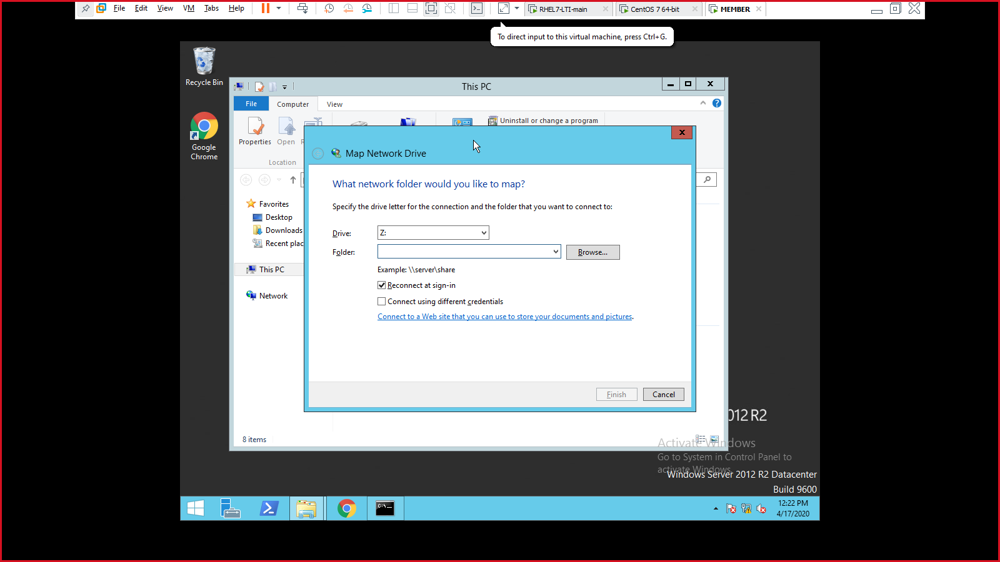 File Edit View VM Tabs Help RHEL7-LTI-main CentOS 7 64-bit MEMBER
To direct input to this virtual machine, press Ctrl+G.
Recycle Bin
Google
Chrome
This PC
File Computer View
Uninstall or change a program
Properties Open
Location
Map Network Drive
What network folder would you like to map?
Specify the drive letter for the connection and the folder that you want to connect to:
Drive: Z:
Folder: Browse...
Example: \\server\share
Reconnect at sign-in
Connect using different credentials
Connect to a Web site that you can use to store your documents and pictures.
Finish Cancel
Favorites
Desktop
Downloads
Recent plac
This PC
Network
8 items
012 R2
Activate Windows
Go to System in Control Panel to
activate Windows.
Windows Server 2012 R2 Datacenter
Build 9600
12:22 PM
4/17/2020